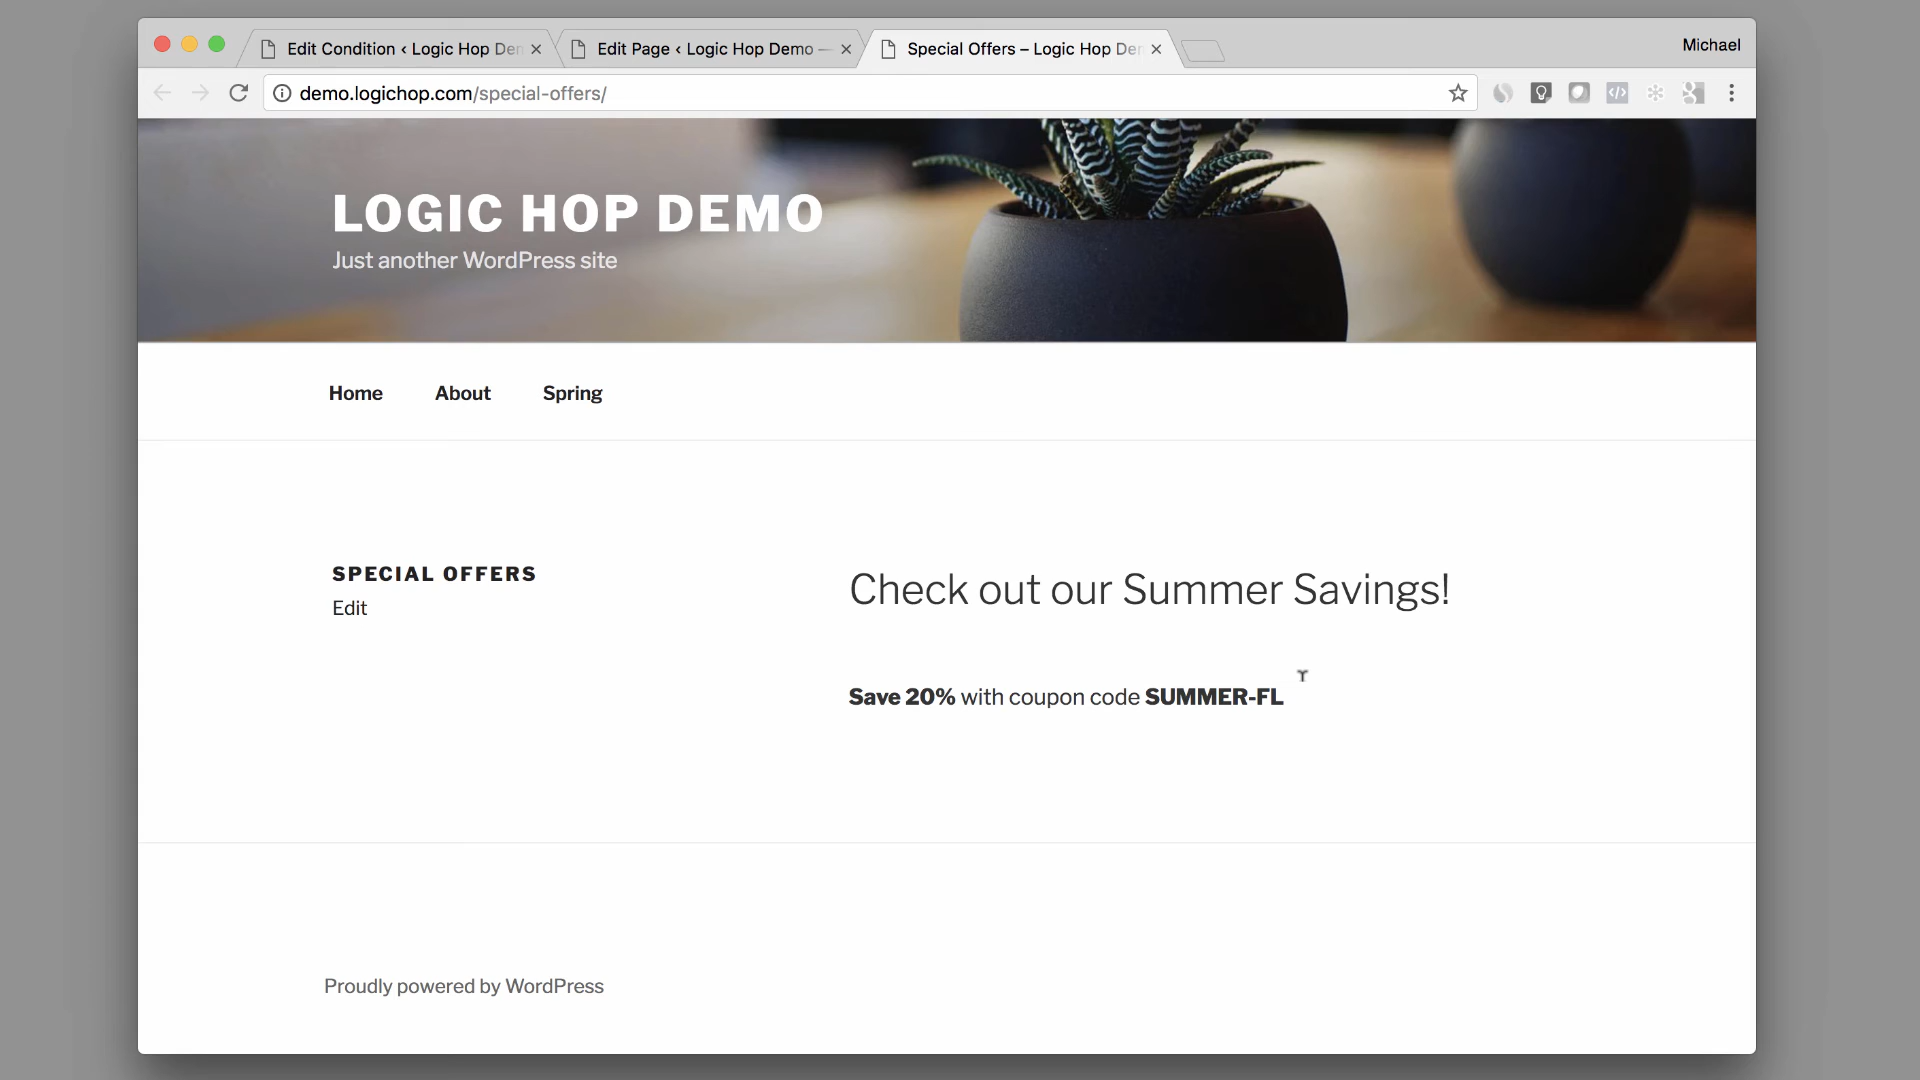 Edit Condition ‹ Logic Hop Den
Edit Page ‹ Logic Hop Demo —
Special Offers – Logic Hop Den
Michael
demo.logichop.com/special-offers/
LOGIC HOP DEMO
Just another WordPress site
Home About Spring
SPECIAL OFFERS
Edit
Check out our Summer Savings!
Save 20% with coupon code SUMMER-FL
Proudly powered by WordPress